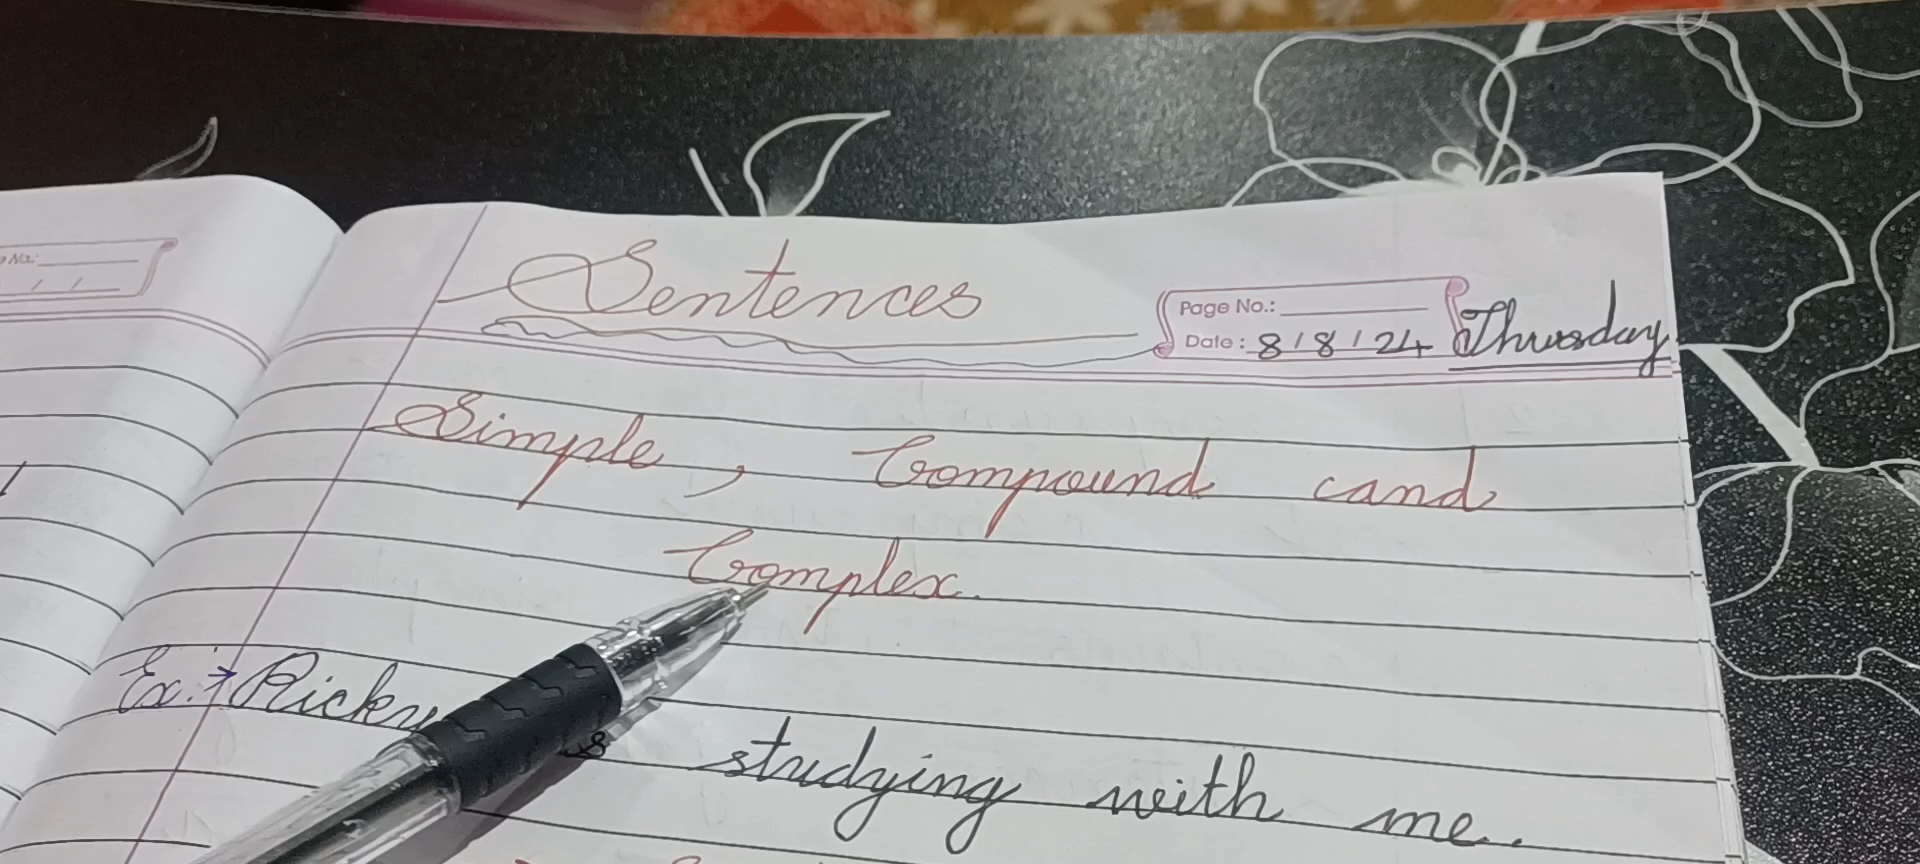 Sentences
Page No.:
Date: 8/8/24 Thursday
Simple, Compound and
Complex.
Ex:→ Ricky studying with me.